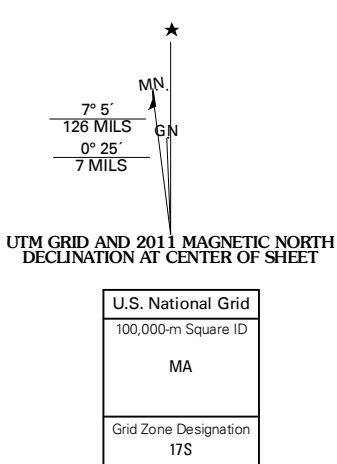 MN
7° 5´
126 MILS
GN
0° 25´
7 MILS
UTM GRID AND 2011 MAGNETIC NORTH
DECLINATION AT CENTER OF SHEET
U.S. National Grid
100,000-m Square ID
MA
Grid Zone Designation
17S